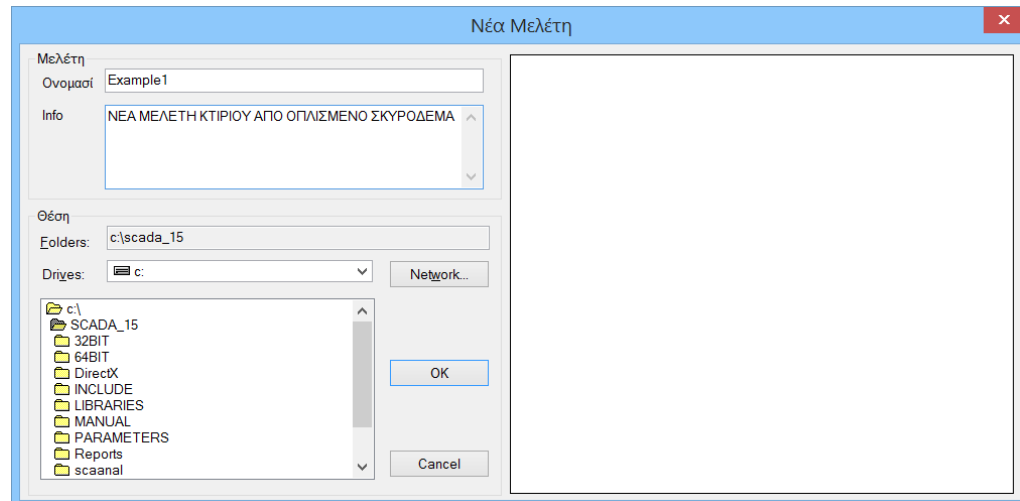 Νέα Μελέτη
Μελέτη
Ονομασί Example1
Info ΝΕΑ ΜΕΛΕΤΗ ΚΤΙΡΙΟΥ ΑΠΟ ΟΠΛΙΣΜΕΝΟ ΣΚΥΡΟΔΕΜΑ
Θέση
Folders: c:\scada_15
Drives: c: Network...
c:\
SCADA_15
32BIT
64BIT
DirectX
INCLUDE
LIBRARIES
MANUAL
PARAMETERS
Reports
scaanal
OK
Cancel